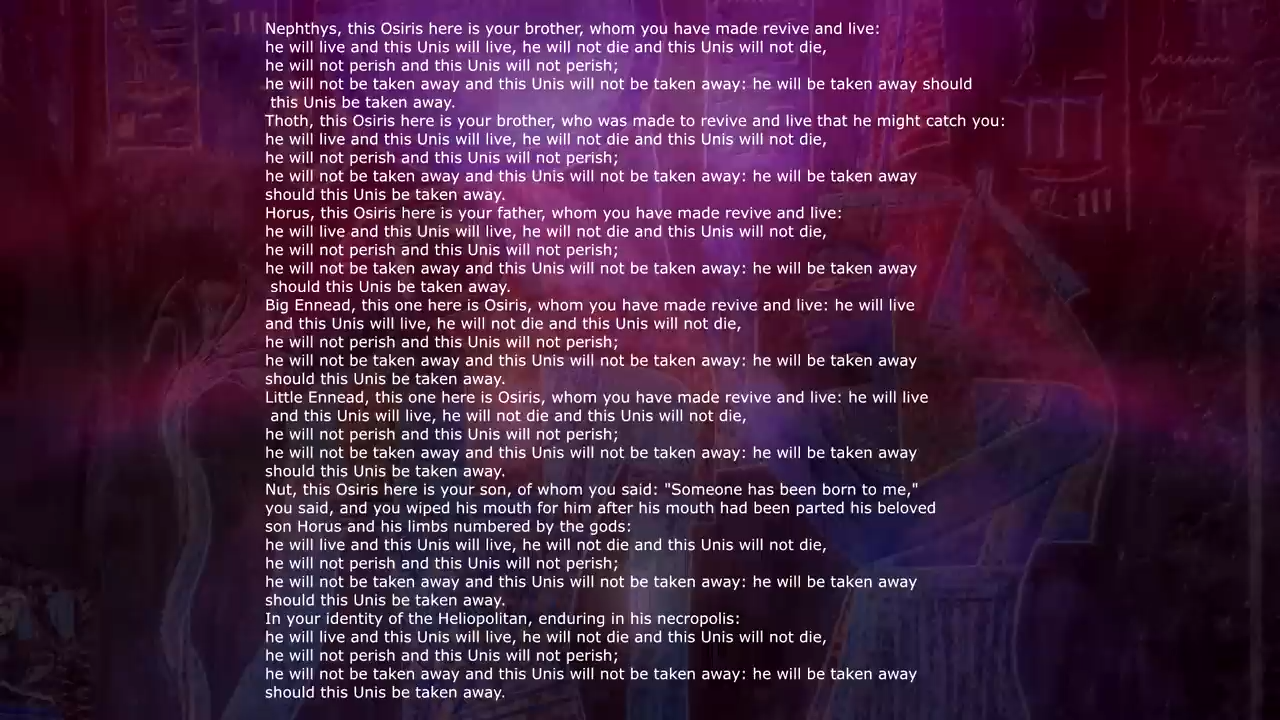 Nephthys, this Osiris here is your brother, whom you have made revive and live:
he will live and this Unis will live, he will not die and this Unis will not die,
he will not perish and this Unis will not perish;
he will not be taken away and this Unis will not be taken away: he will be taken away should
this Unis be taken away.
Thoth, this Osiris here is your brother, who was made to revive and live that he might catch you:
he will live and this Unis will live, he will not die and this Unis will not die,
he will not perish and this Unis will not perish;
he will not be taken away and this Unis will not be taken away: he will be taken away
should this Unis be taken away.
Horus, this Osiris here is your father, whom you have made revive and live:
he will live and this Unis will live, he will not die and this Unis will not die,
he will not perish and this Unis will not perish;
he will not be taken away and this Unis will not be taken away: he will be taken away
should this Unis be taken away.
Big Ennead, this one here is Osiris, whom you have made revive and live: he will live
and this Unis will live, he will not die and this Unis will not die,
he will not perish and this Unis will not perish;
he will not be taken away and this Unis will not be taken away: he will be taken away
should this Unis be taken away.
Little Ennead, this one here is Osiris, whom you have made revive and live: he will live
and this Unis will live, he will not die and this Unis will not die,
he will not perish and this Unis will not perish;
he will not be taken away and this Unis will not be taken away: he will be taken away
should this Unis be taken away.
Nut, this Osiris here is your son, of whom you said: "Someone has been born to me,"
you said, and you wiped his mouth for him after his mouth had been parted his beloved
son Horus and his limbs numbered by the gods:
he will live and this Unis will live, he will not die and this Unis will not die,
he will not perish and this Unis will not perish;
he will not be taken away and this Unis will not be taken away: he will be taken away
should this Unis be taken away.
In your identity of the Heliopolitan, enduring in his necropolis:
he will live and this Unis will live, he will not die and this Unis will not die,
he will not perish and this Unis will not perish;
he will not be taken away and this Unis will not be taken away: he will be taken away
should this Unis be taken away.